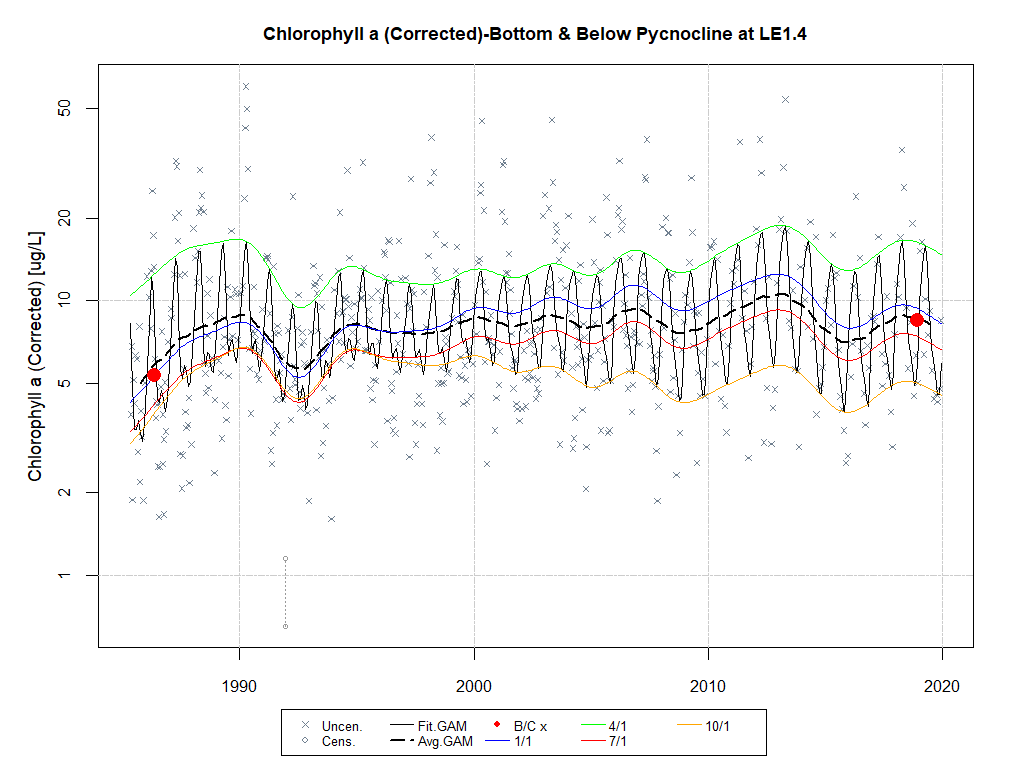 Chlorophyll a (Corrected)-Bottom & Below Pycnocline at LE1.4
Chlorophyll a (Corrected) [ug/L]
50
20
10
5
2
1
1990 2000 2010 2020
Uncen. Fit.GAM B/C x 4/1 10/1
Cens. Avg.GAM 1/1 7/1